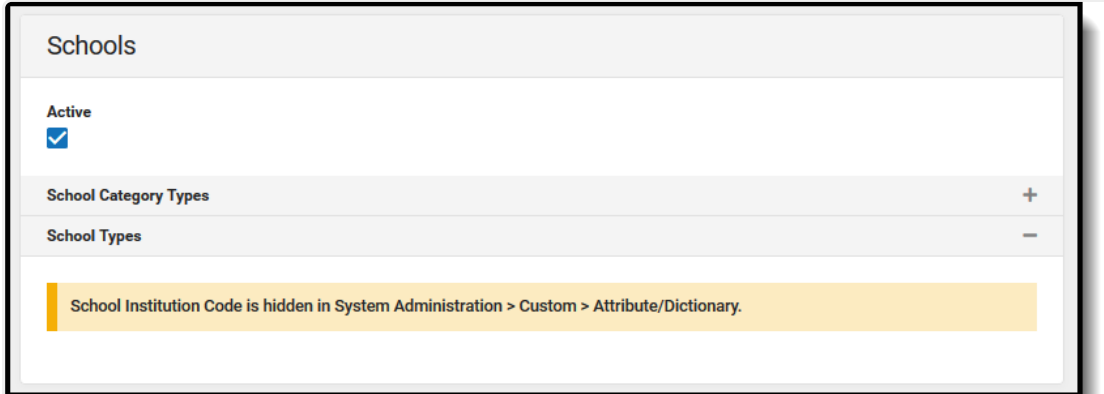 Schools
Active
School Category Types
School Types
School Institution Code is hidden in System Administration > Custom > Attribute/Dictionary.